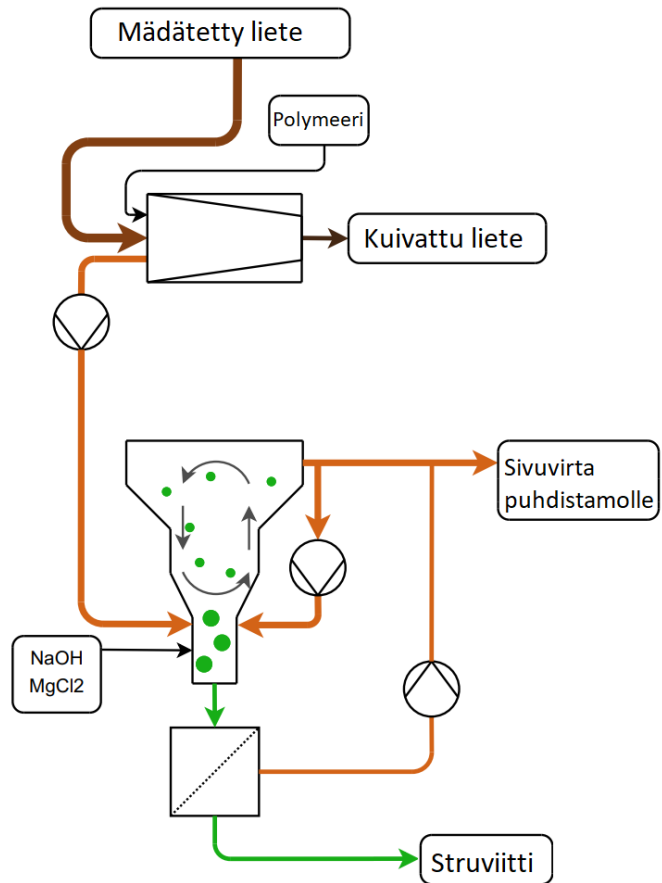 Mädätetty liete
Polymeeri
Kuivattu liete
Sivuvirta
puhdistamolle
NaOH
MgCl2
Struviitti